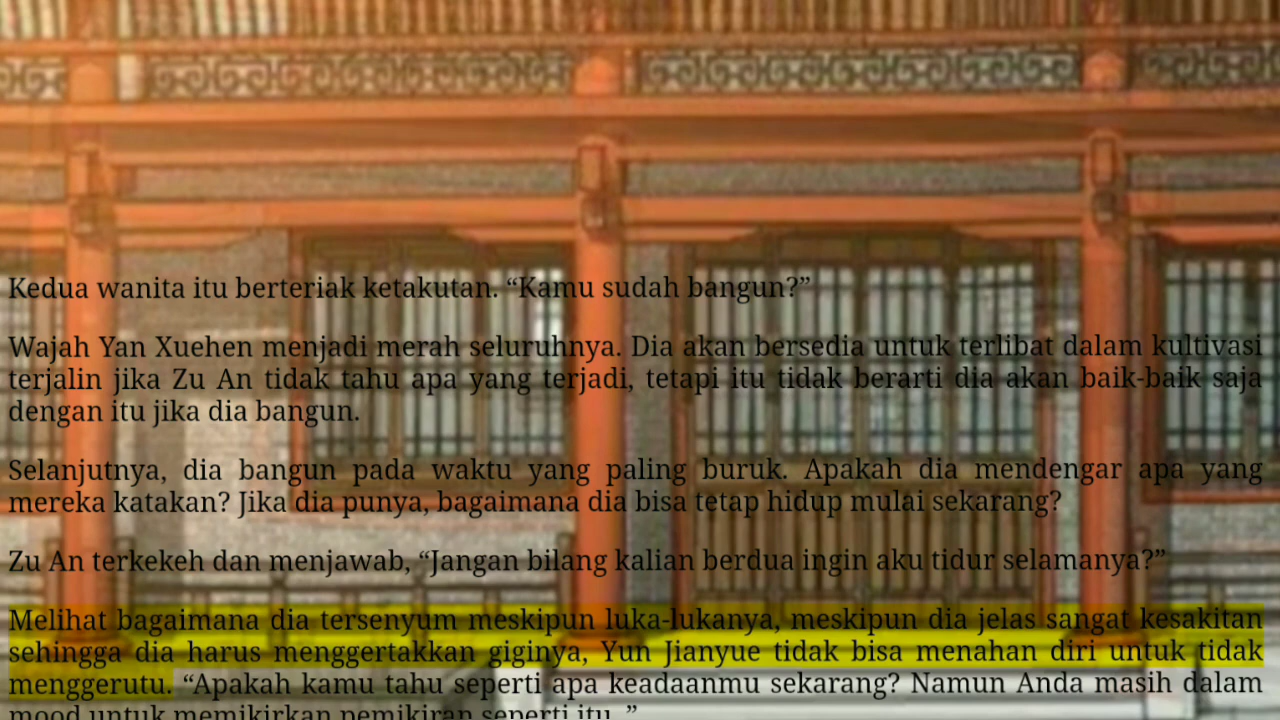 Kedua wanita itu berteriak ketakutan. “Kamu sudah bangun?”
Wajah Yan Xuehen menjadi merah seluruhnya. Dia akan bersedia untuk terlibat dalam kultivasi
terjalin jika Zu An tidak tahu apa yang terjadi, tetapi itu tidak berarti dia akan baik-baik saja
dengan itu jika dia bangun.
Selanjutnya, dia bangun pada waktu yang paling buruk. Apakah dia mendengar apa yang
mereka katakan? Jika dia punya, bagaimana dia bisa tetap hidup mulai sekarang?
Zu An terkekeh dan menjawab, “Jangan bilang kalian berdua ingin aku tidur selamanya?”
Melihat bagaimana dia tersenyum meskipun luka-lukanya, meskipun dia jelas sangat kesakitan
sehingga dia harus menggertakkan giginya, Yun Jianyue tidak bisa menahan diri untuk tidak
menggerutu. “Apakah kamu tahu seperti apa keadaanmu sekarang? Namun Anda masih dalam
mood untuk memikirkan pemikiran seperti itu. ”